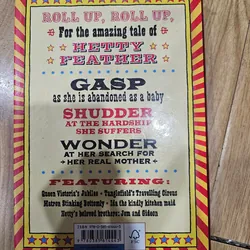 ROLL UP, ROLL UP,
For the amazing tale of
HETTY
FEATHER
GASP
as she is abandoned as a baby
SHUDDER
AT THE HARDSHIP
SHE SUFFERS
WONDER
AT HER SEARCH FOR
HER REAL MOTHER
FEATURING:
Queen Victoria's Jubilee • Tanglefield's Travelling Circus
Matron Stinking Bottomly • Ida the kindly kitchen maid
Hetty's beloved brothers: Jem and Gideon
ISBN